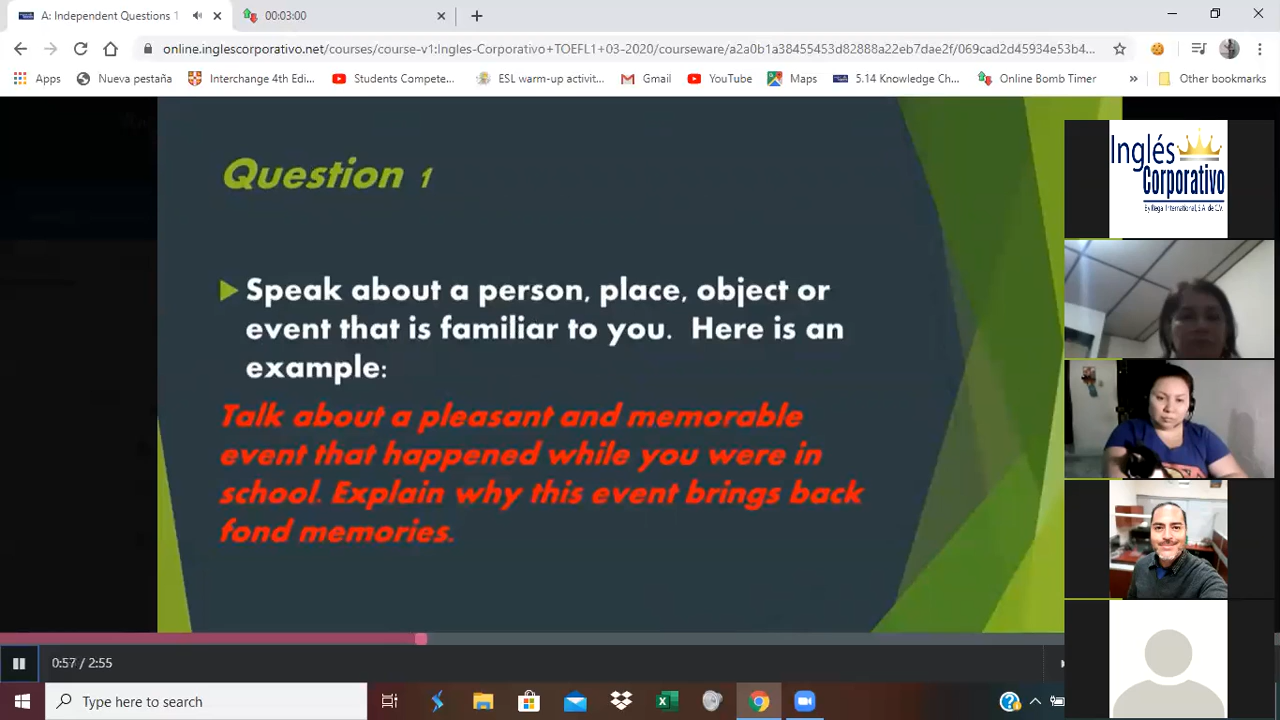 A: Independent Questions 1
00:03:00
online.inglescorporativo.net/courses/course-v1:Ingles-Corporativo+TOEFL1+03-2020/courseware/a23db1a38455453d82888a22eb7dae2f/069cad2d45934e53b4...
Apps
Nueva pestaña
Interchange 4th Edi...
Students Compete...
ESL warm-up activit...
Gmail
YouTube
Maps
5.14 Knowledge Ch...
Online Bomb Timer
»
Other bookmarks
Question 1
Speak about a person, place, object or
event that is familiar to you. Here is an
example:
Talk about a pleasant and memorable
event that happened while you were in
school. Explain why this event brings back
fond memories.
Inglés
Corporativo
0:57 / 2:55
Type here to search